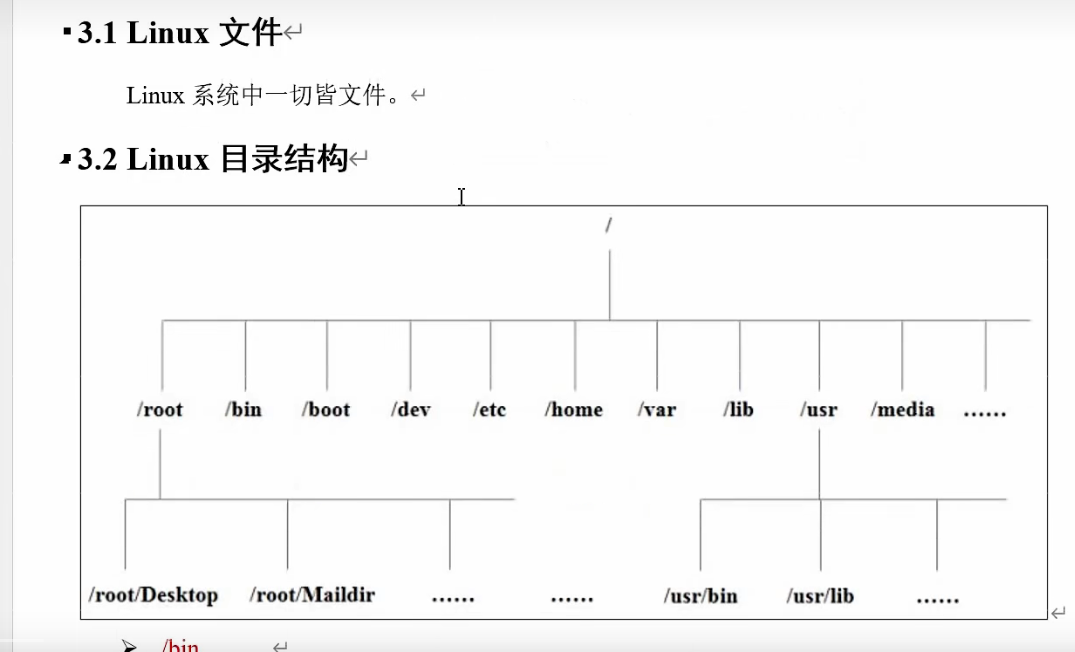 3.1 Linux 文件
Linux 系统中一切皆文件。
3.2 Linux 目录结构
/
/root /bin /boot /dev /etc /home /var /lib /usr /media ……
/root/Desktop /root/Maildir …… …… /usr/bin /usr/lib ……
/bin